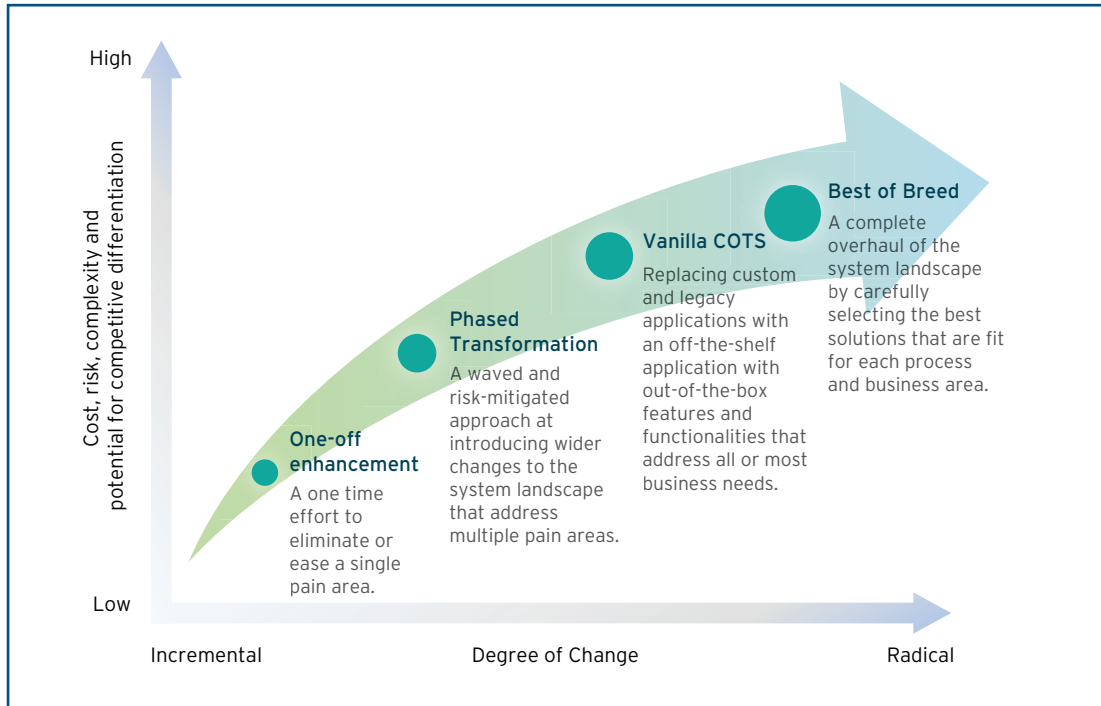 High
Cost, risk, complexity and
potential for competitive differentiation
Low
Incremental
Degree of Change
Radical
One-off
enhancement
A one time
effort to
eliminate or
ease a single
pain area.
Phased
Transformation
A waved and
risk-mitigated
approach at
introducing wider
changes to the
system landscape
that address
multiple pain areas.
Vanilla COTS
Replacing custom
and legacy
applications with
an off-the-shelf
application with
out-of-the-box
features and
functionalities that
address all or most
business needs.
Best of Breed
A complete
overhaul of the
system landscape
by carefully
selecting the best
solutions that are fit
for each process
and business area.